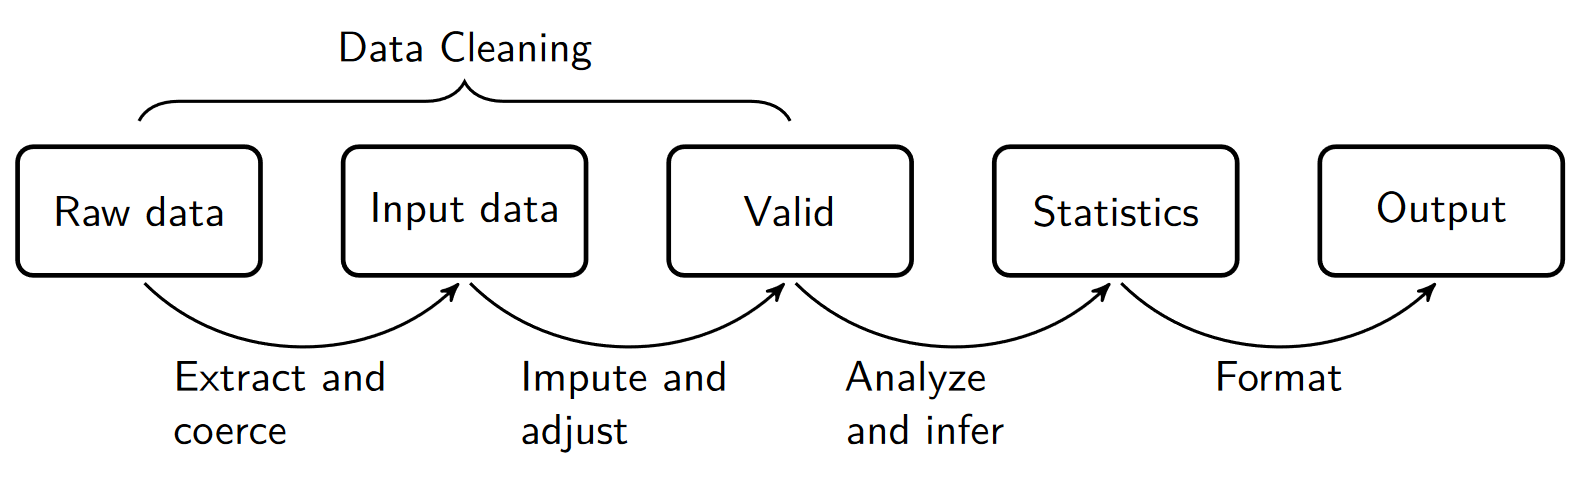 Data Cleaning
Raw data
Input data
Valid
Statistics
Output
Extract and
coerce
Impute and
adjust
Analyze
and infer
Format